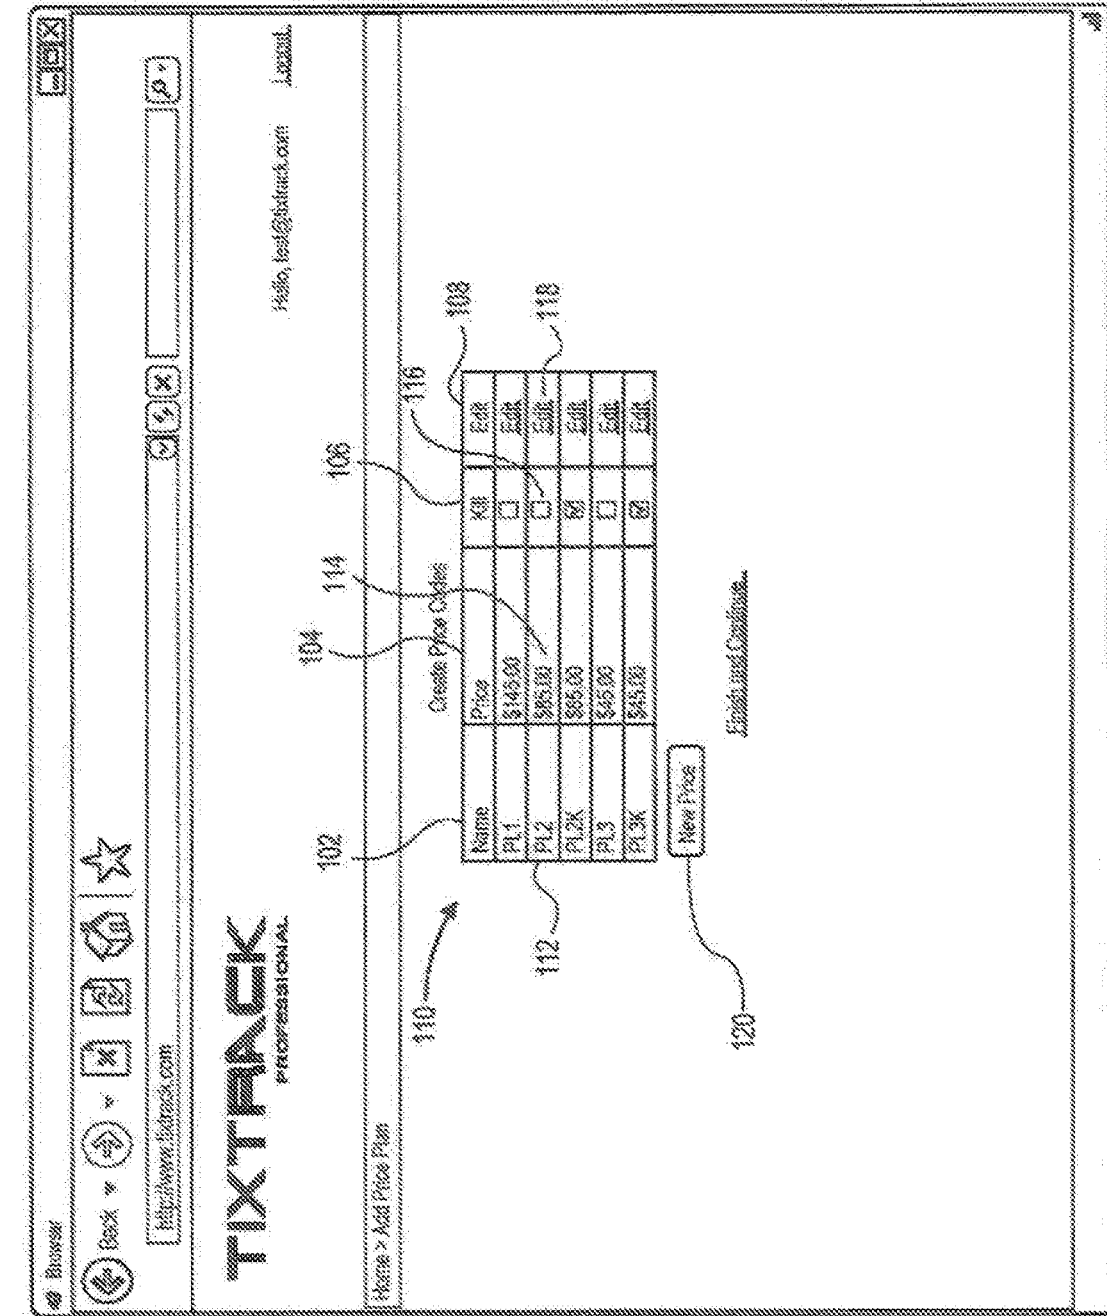 Browser
Back
http://www.tixtrack.com
TIXTRACK
PROFESSIONAL
Hello, test@tixtrack.com Logout
Home > Add Price Plan
102 104 114 106 116 108
Create Price Codes
110
Name Price Kill Edit
PL1 $145.00 Edit
PL2 $85.00 Edit
PL2K $85.00 Edit
PL3 $45.00 Edit
PL3K $45.00 Edit
112
118
New Price
120
Finish and Continue...